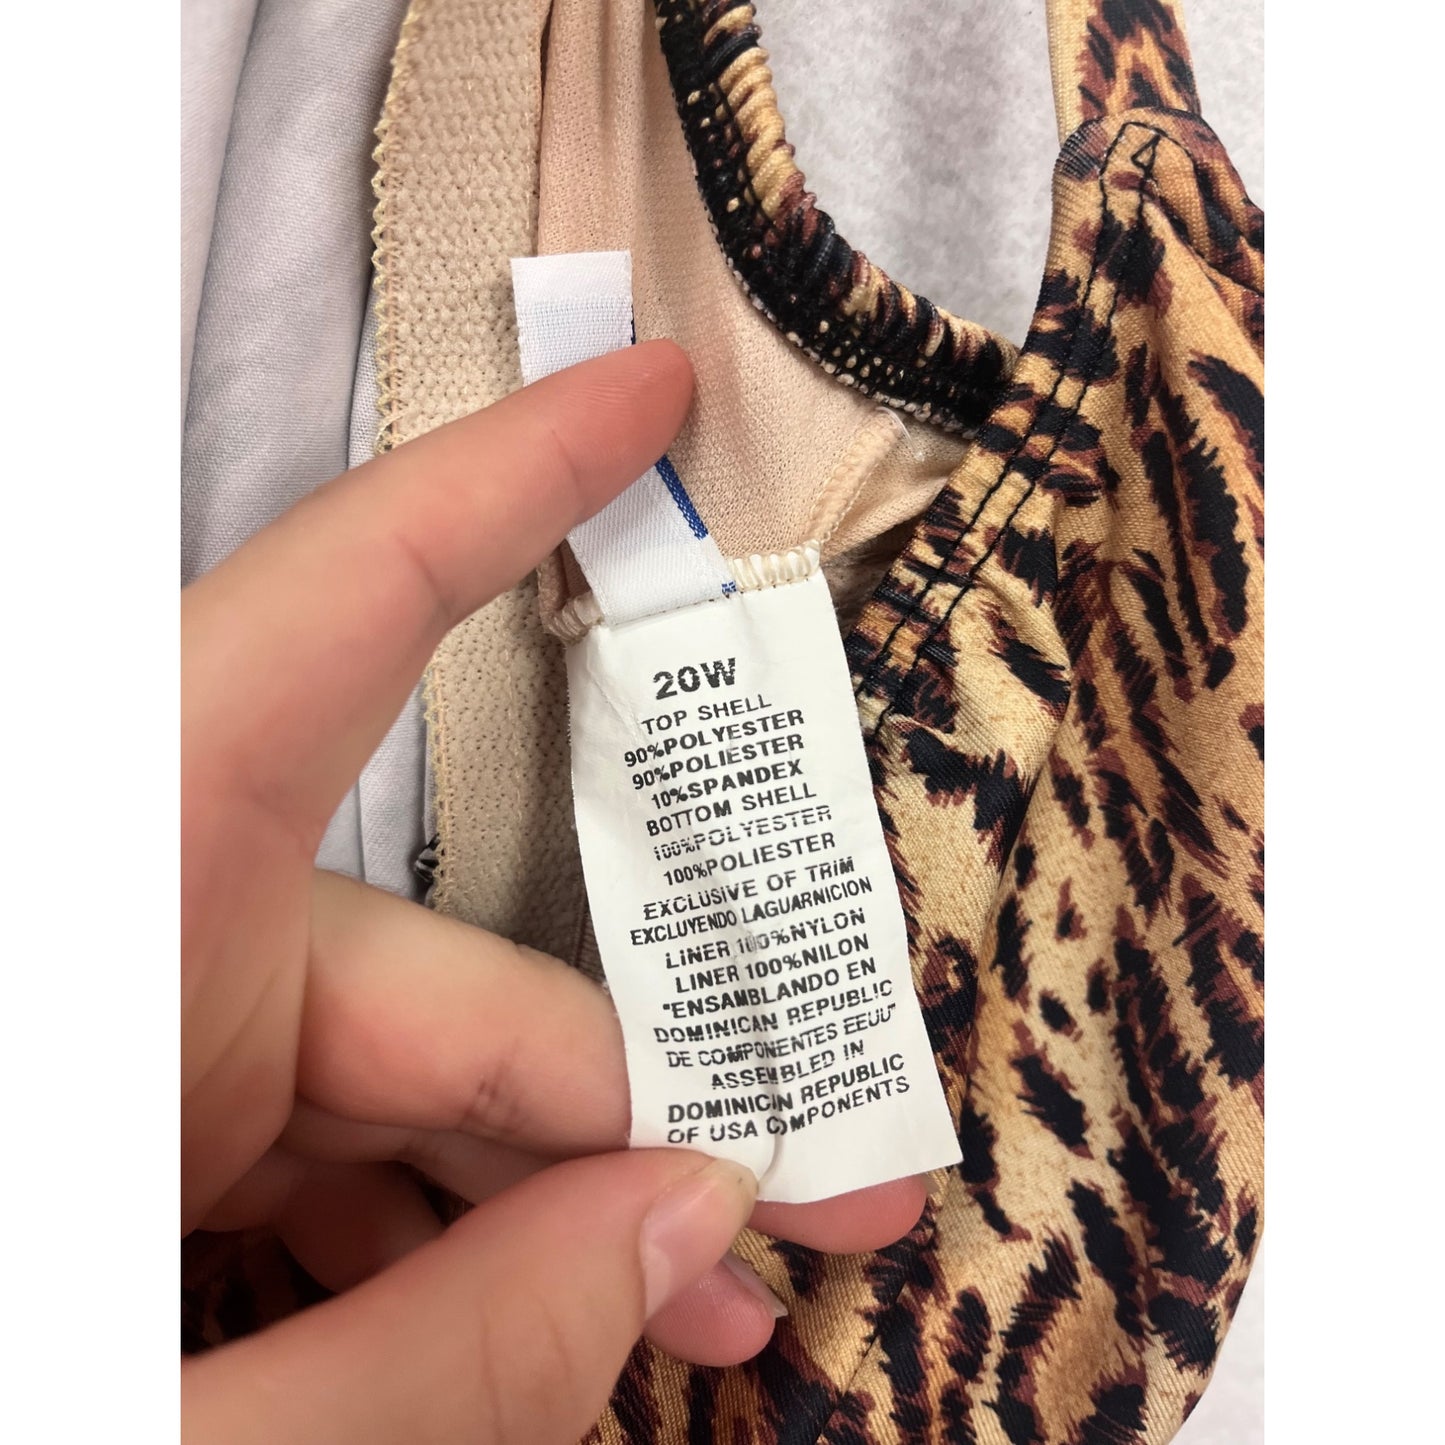 20W
TOP SHELL
90%POLYESTER
90%POLIESTER
10%SPANDEX
BOTTOM SHELL
100%POLYESTER
100%POLIESTER
EXCLUSIVE OF TRIM
EXCLUYENDO LAGUARNICION
LINER 100%NYLON
LINER 100%NILON
"ENSAMBLANDO EN
DOMINICAN REPUBLIC
DE COMPONENTES EEUU"
ASSEMBLED IN
DOMINICAN REPUBLIC
OF USA COMPONENTS